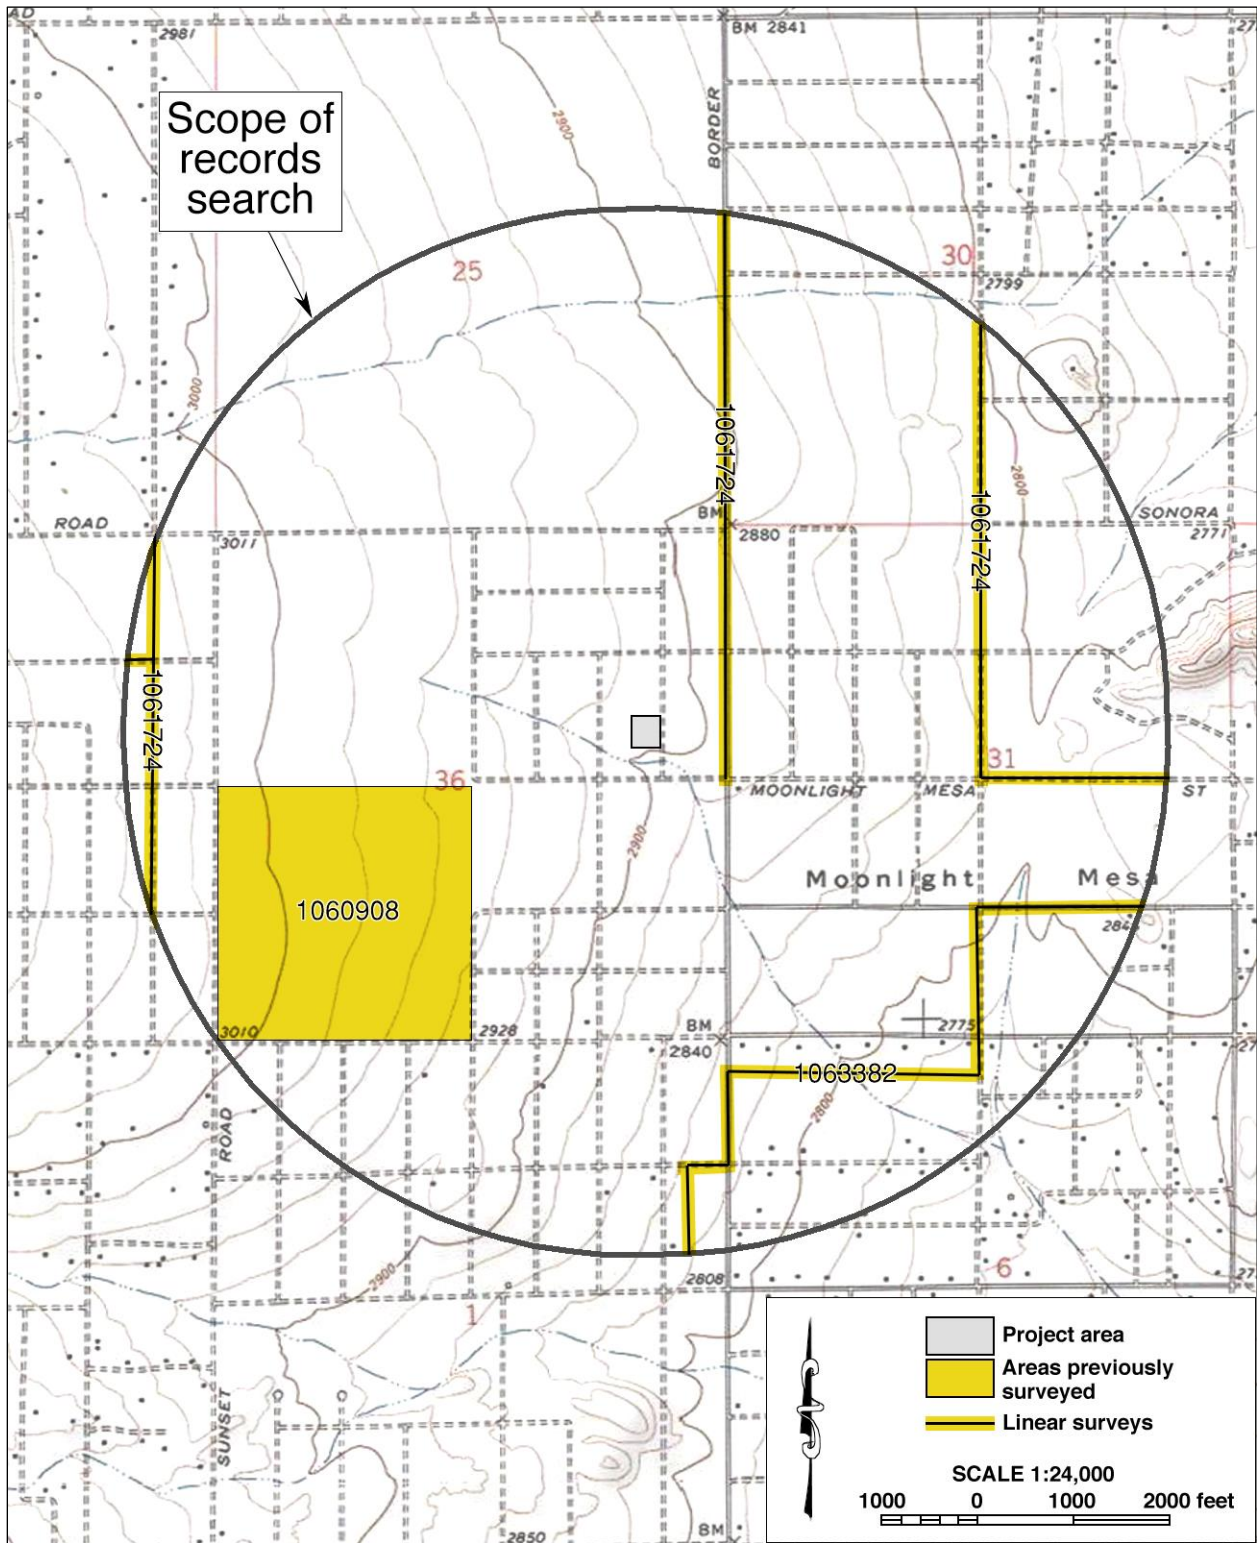 AD
2981
BM 2841
27
BORDER
2900
Scope of
records
search
25
30
2799
3000
2800
1061724
1061724
ROAD
BM
SONORA
3011
2880
2771
1061724
36
31
MOONLIGHT MESA ST
2900
Moonlight Mesa
1060908
3010
2928
BM
2775
2840
27
1063382
2800
ROAD
2900
2808
6
27
1
SUNSET
2850
BM
Project area
Areas previously
surveyed
Linear surveys
SCALE 1:24,000
1000 0 1000 2000 feet